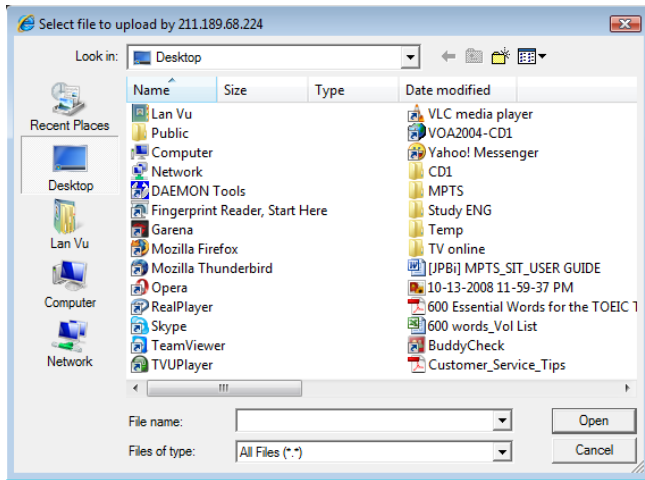 Select file to upload by 211.189.68.224
Look in:
Desktop
Recent Places
Desktop
Lan Vu
Computer
Network
Name Size Type Date modified
Lan Vu
Public
Computer
Network
DAEMON Tools
Fingerprint Reader, Start Here
Garena
Mozilla Firefox
Mozilla Thunderbird
Opera
RealPlayer
Skype
TeamViewer
TVUPlayer
VLC media player
VOA2004-CD1
Yahoo! Messenger
CD1
MPTS
Study ENG
Temp
TV online
[JPBi] MPTS_SIT_USER GUIDE
10-13-2008 11-59-37 PM
600 Essential Words for the TOEIC T
600 words_Vol List
BuddyCheck
Customer_Service_Tips
File name:
Open
Files of type:
All Files (*.*)
Cancel